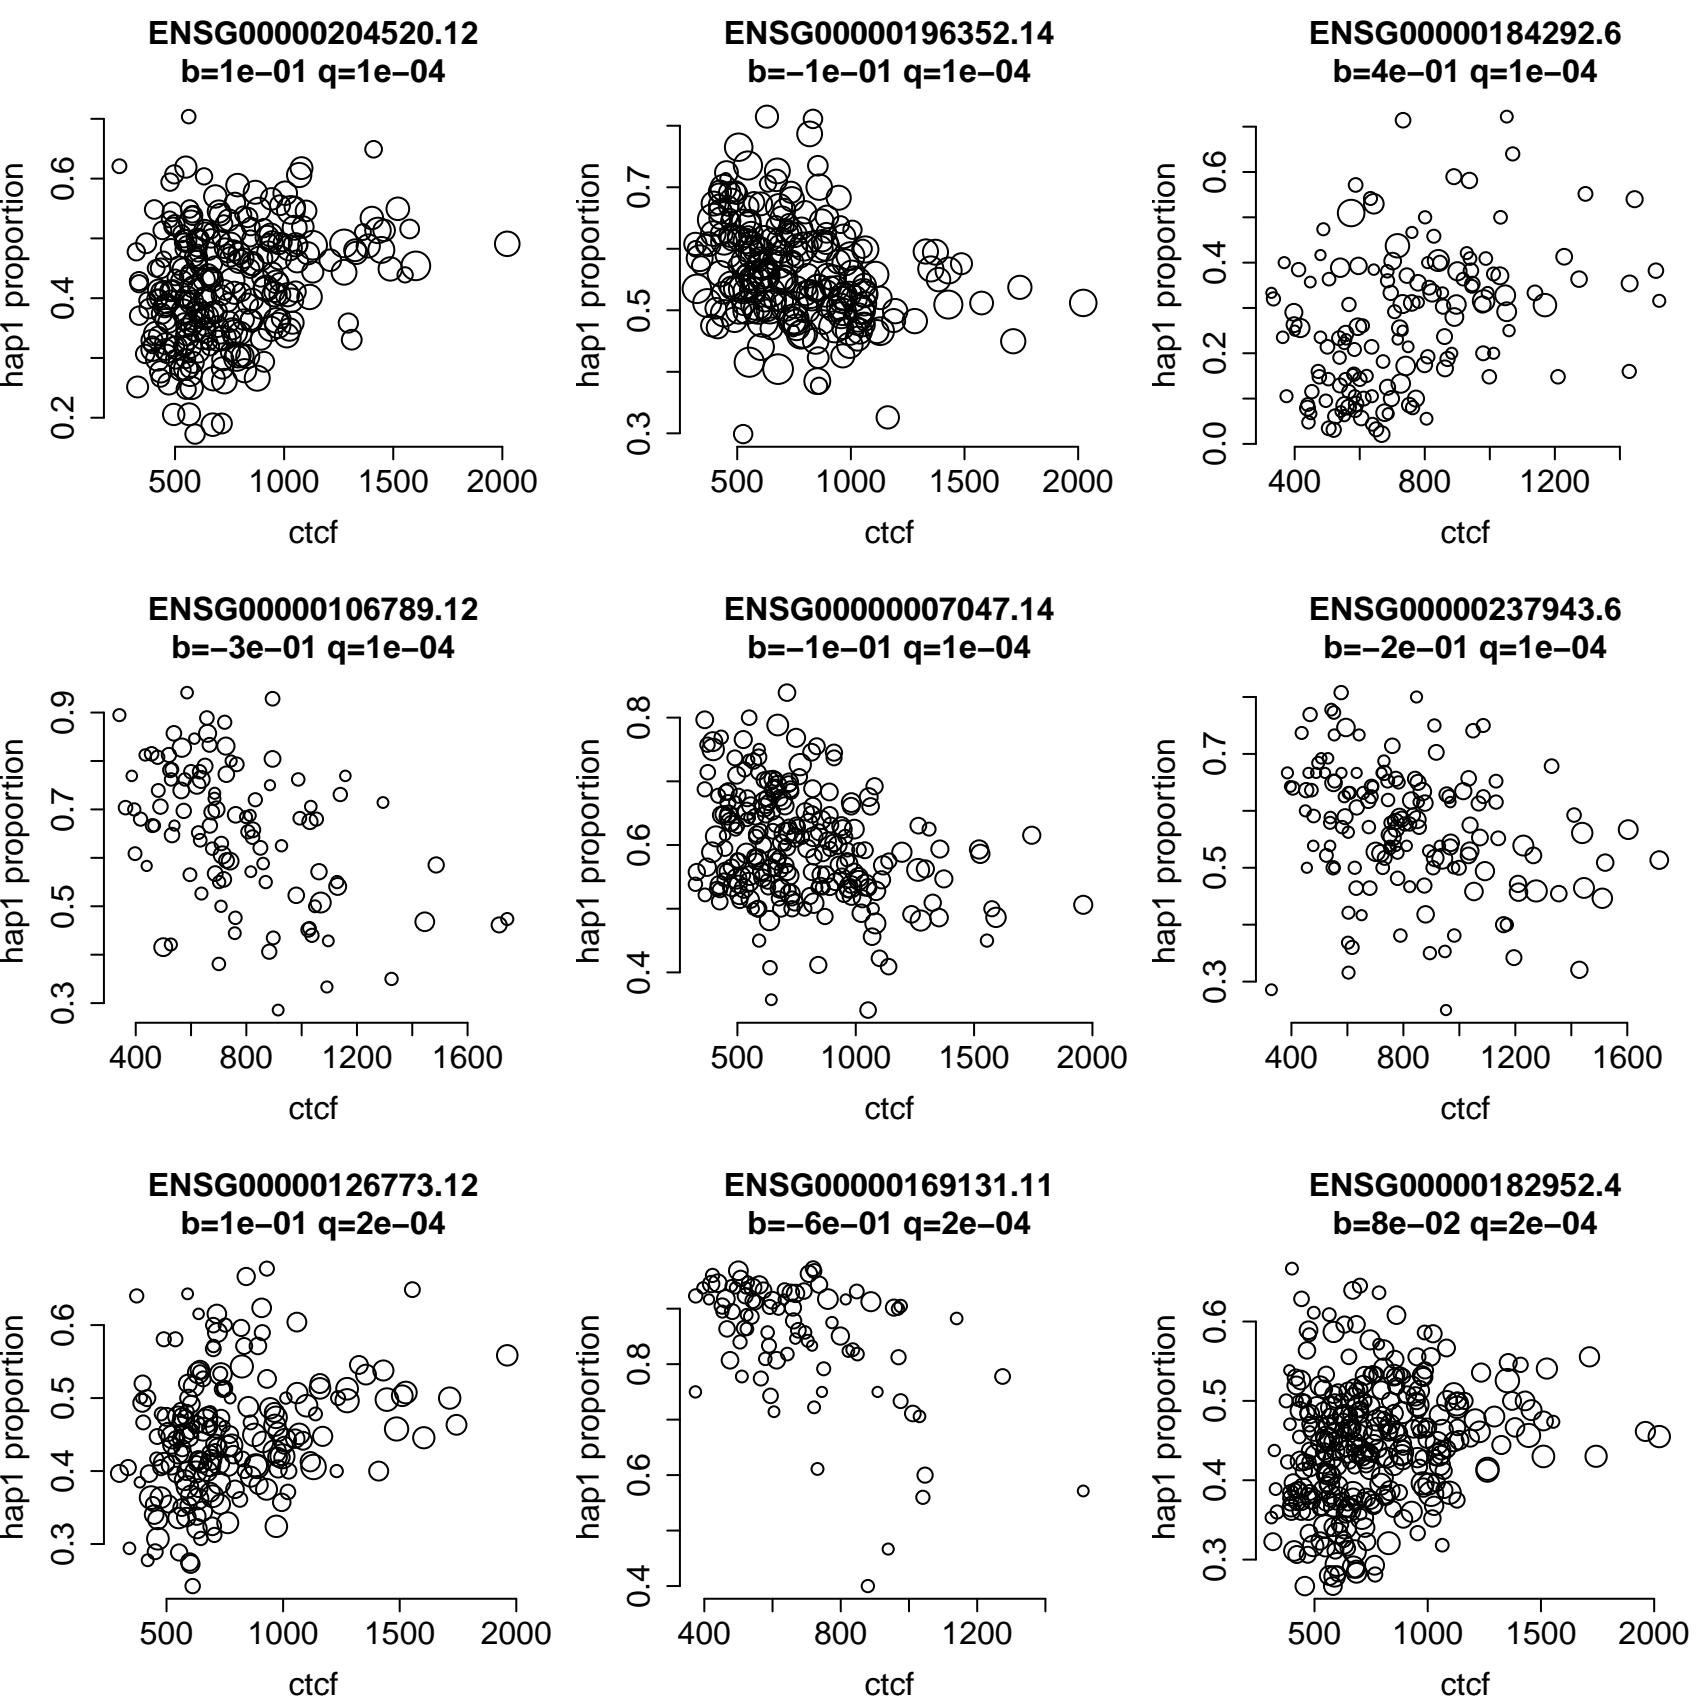 ENSG00000204520.12
b=1e−01 q=1e−04
hap1 proportion
0.2 0.4 0.6
500 1000 1500 2000
ctcf
ENSG00000196352.14
b=−1e−01 q=1e−04
hap1 proportion
0.3 0.5 0.7
500 1000 1500 2000
ctcf
ENSG00000184292.6
b=4e−01 q=1e−04
hap1 proportion
0.0 0.2 0.4 0.6
400 800 1200
ctcf
ENSG00000106789.12
b=−3e−01 q=1e−04
hap1 proportion
0.3 0.5 0.7 0.9
400 800 1200 1600
ctcf
ENSG00000007047.14
b=−1e−01 q=1e−04
hap1 proportion
0.4 0.6 0.8
500 1000 1500 2000
ctcf
ENSG00000237943.6
b=−2e−01 q=1e−04
hap1 proportion
0.3 0.5 0.7
400 800 1200 1600
ctcf
ENSG00000126773.12
b=1e−01 q=2e−04
hap1 proportion
0.3 0.4 0.5 0.6
500 1000 1500 2000
ctcf
ENSG00000169131.11
b=−6e−01 q=2e−04
hap1 proportion
0.4 0.6 0.8
400 800 1200
ctcf
ENSG00000182952.4
b=8e−02 q=2e−04
hap1 proportion
0.3 0.4 0.5 0.6
500 1000 1500 2000
ctcf